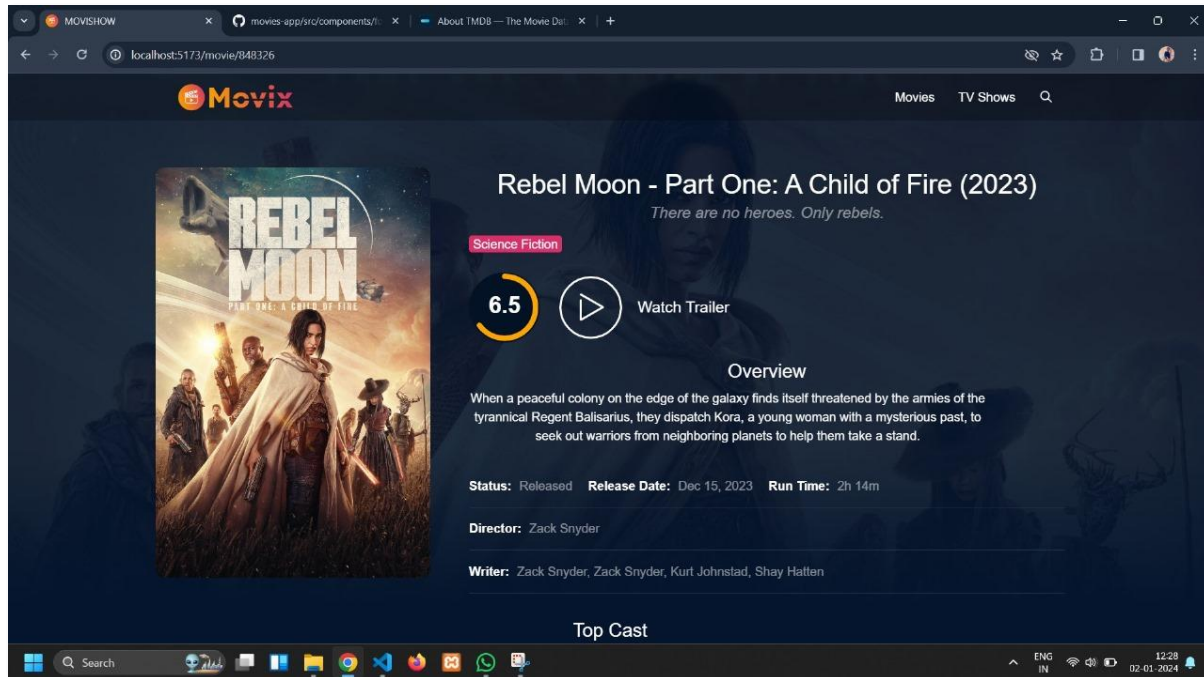 MOVISHOW
movies-app/src/components/fo
About TMDB — The Movie Dat
localhost:5173/movie/848326
Movix
Movies TV Shows
REBEL
MOON
PART ONE: A CHILD OF FIRE
Rebel Moon - Part One: A Child of Fire (2023)
There are no heroes. Only rebels.
Science Fiction
6.5 Watch Trailer
Overview
When a peaceful colony on the edge of the galaxy finds itself threatened by the armies of the
tyrannical Regent Balisarius, they dispatch Kora, a young woman with a mysterious past, to
seek out warriors from neighboring planets to help them take a stand.
Status: Released Release Date: Dec 15, 2023 Run Time: 2h 14m
Director: Zack Snyder
Writer: Zack Snyder, Zack Snyder, Kurt Johnstad, Shay Hatten
Top Cast
Search
ENG
IN
12:28
02-01-2024